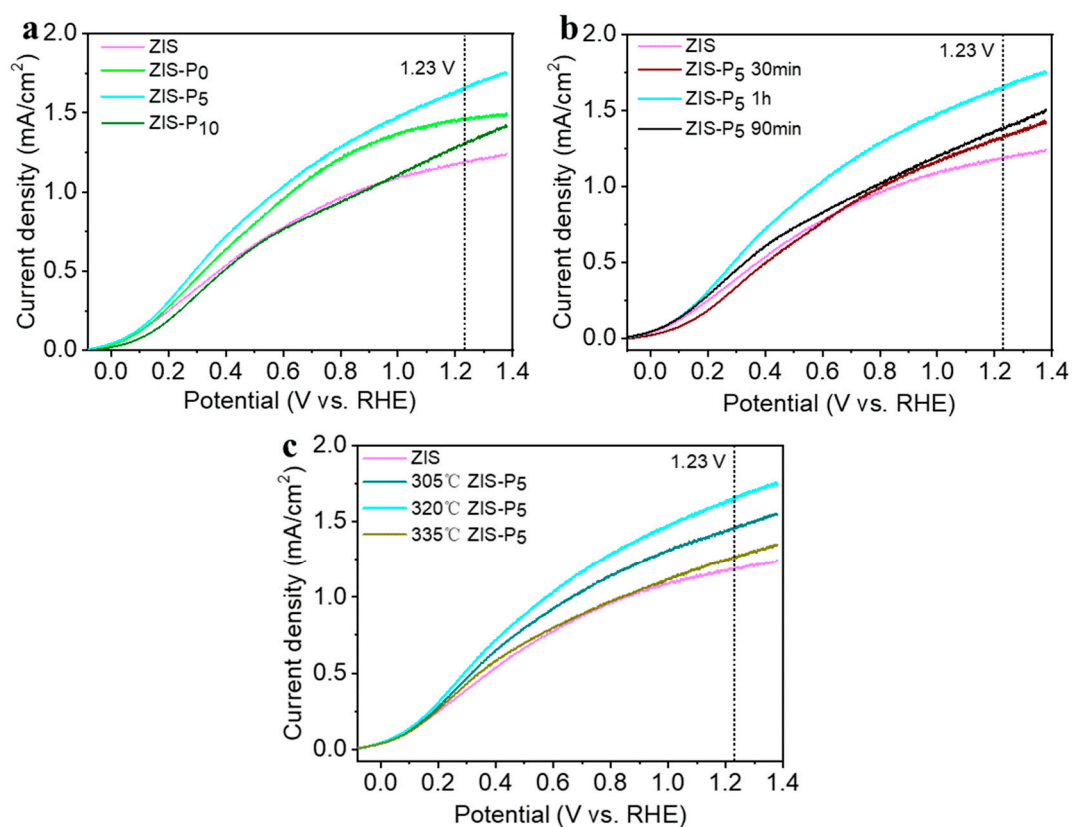 a
2.0
1.5
1.0
0.5
0.0
Current density (mA/cm²)
ZIS
ZIS-P₀
ZIS-P₅
ZIS-P₁₀
1.23 V
0.0 0.2 0.4 0.6 0.8 1.0 1.2 1.4
Potential (V vs. RHE)
b
2.0
1.5
1.0
0.5
0.0
Current density (mA/cm²)
ZIS
ZIS-P₅ 30min
ZIS-P₅ 1h
ZIS-P₅ 90min
1.23 V
0.0 0.2 0.4 0.6 0.8 1.0 1.2 1.4
Potential (V vs. RHE)
c
2.0
1.5
1.0
0.5
0.0
Current density (mA/cm²)
ZIS
305℃ ZIS-P₅
320℃ ZIS-P₅
335℃ ZIS-P₅
1.23 V
0.0 0.2 0.4 0.6 0.8 1.0 1.2 1.4
Potential (V vs. RHE)